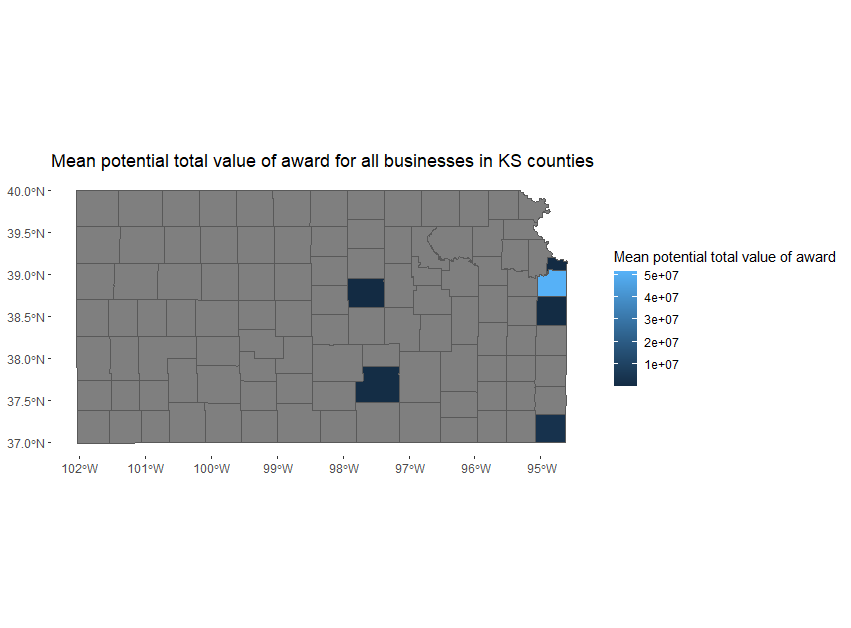 Mean potential total value of award for all businesses in KS counties
40.0°N
39.5°N
39.0°N
38.5°N
38.0°N
37.5°N
37.0°N
102°W
101°W
100°W
99°W
98°W
97°W
96°W
95°W
Mean potential total value of award
5e+07
4e+07
3e+07
2e+07
1e+07